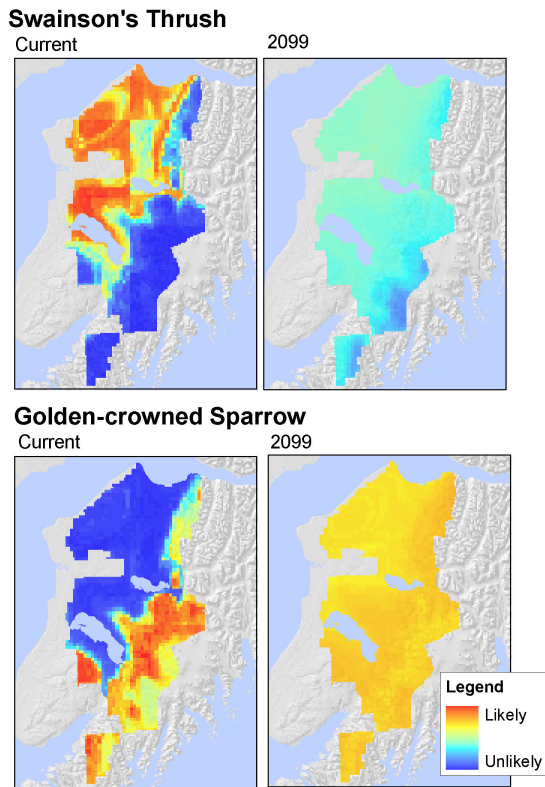 Swainson's Thrush
Current
2099
Golden-crowned Sparrow
Current
2099
Legend
Likely
Unlikely